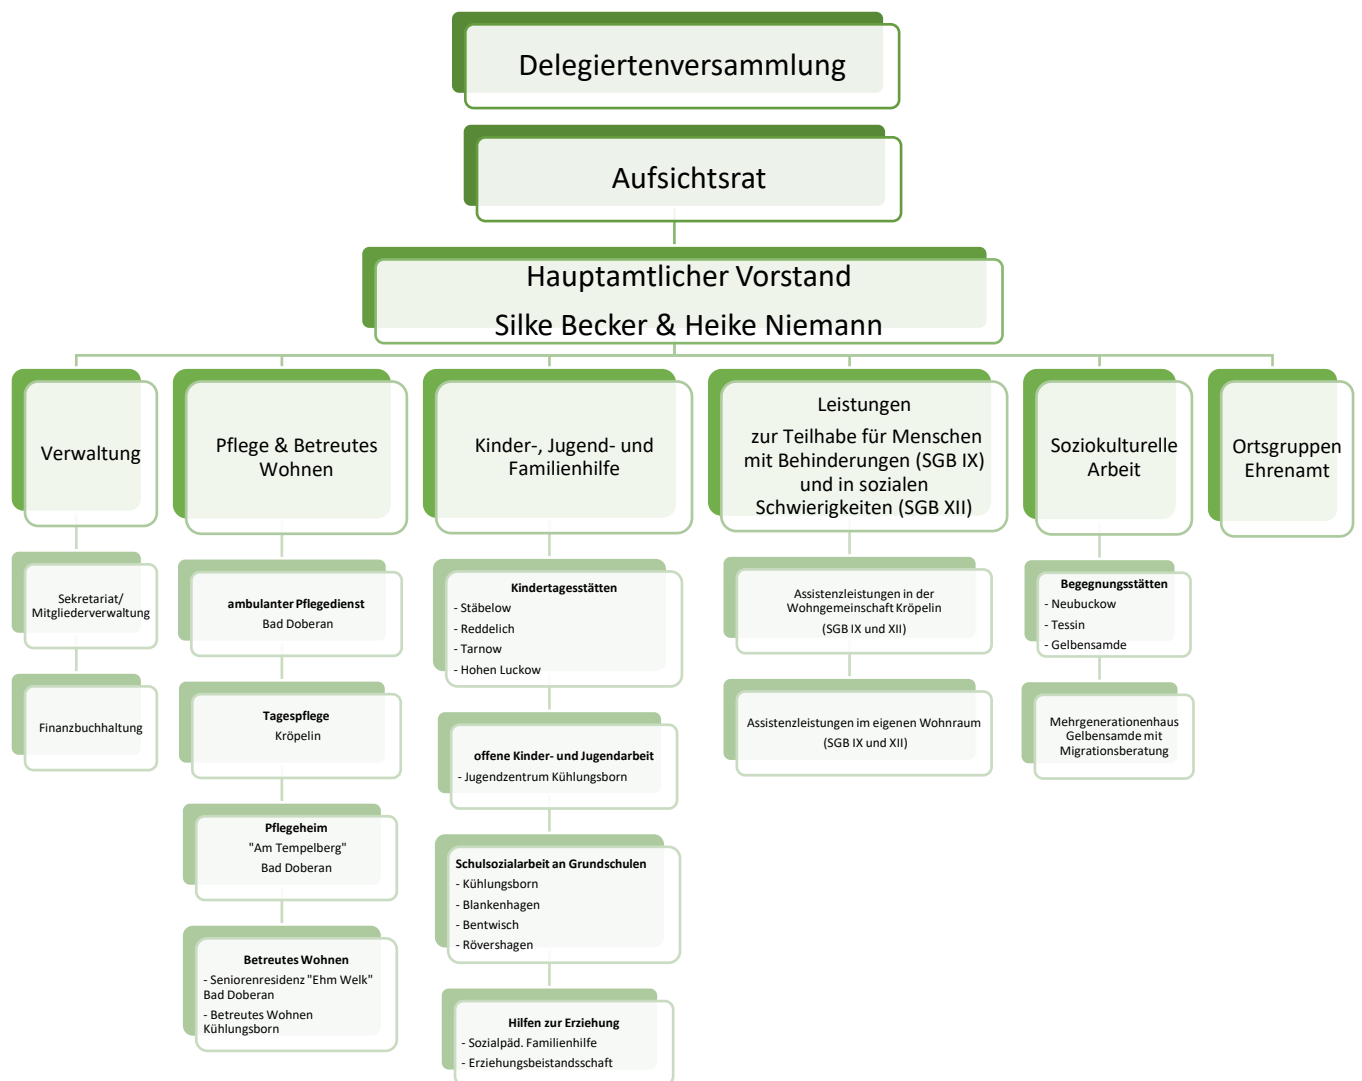 Delegiertenversammlung
Aufsichtsrat
Hauptamtlicher Vorstand
Silke Becker & Heike Niemann
Verwaltung
Sekretariat/
Mitgliederverwaltung
Finanzbuchhaltung
Pflege & Betreutes
Wohnen
ambulanter Pflegedienst
Bad Doberan
Tagespflege
Kröpelin
Pflegeheim
"Am Tempelberg"
Bad Doberan
Betreutes Wohnen
- Seniorenresidenz "Ehm Welk"
Bad Doberan
- Betreutes Wohnen
Kühlungsborn
Kinder-, Jugend- und
Familienhilfe
Kindertagesstätten
- Stäbelow
- Reddelich
- Tarnow
- Hohen Luckow
offene Kinder- und Jugendarbeit
- Jugendzentrum Kühlungsborn
Schulsozialarbeit an Grundschulen
- Kühlungsborn
- Blankenhagen
- Bentwisch
- Rövershagen
Hilfen zur Erziehung
- Sozialpäd. Familienhilfe
- Erziehungsbeistandsschaft
Leistungen
zur Teilhabe für Menschen
mit Behinderungen (SGB IX)
und in sozialen
Schwierigkeiten (SGB XII)
Assistenzleistungen in der
Wohngemeinschaft Kröpelin
(SGB IX und XII)
Assistenzleistungen im eigenen Wohnraum
(SGB IX und XII)
Soziokulturelle
Arbeit
Begegnungsstätten
- Neubuckow
- Tessin
- Gelbensamde
Mehrgenerationenhaus
Gelbensamde mit
Migrationsberatung
Ortsgruppen
Ehrenamt